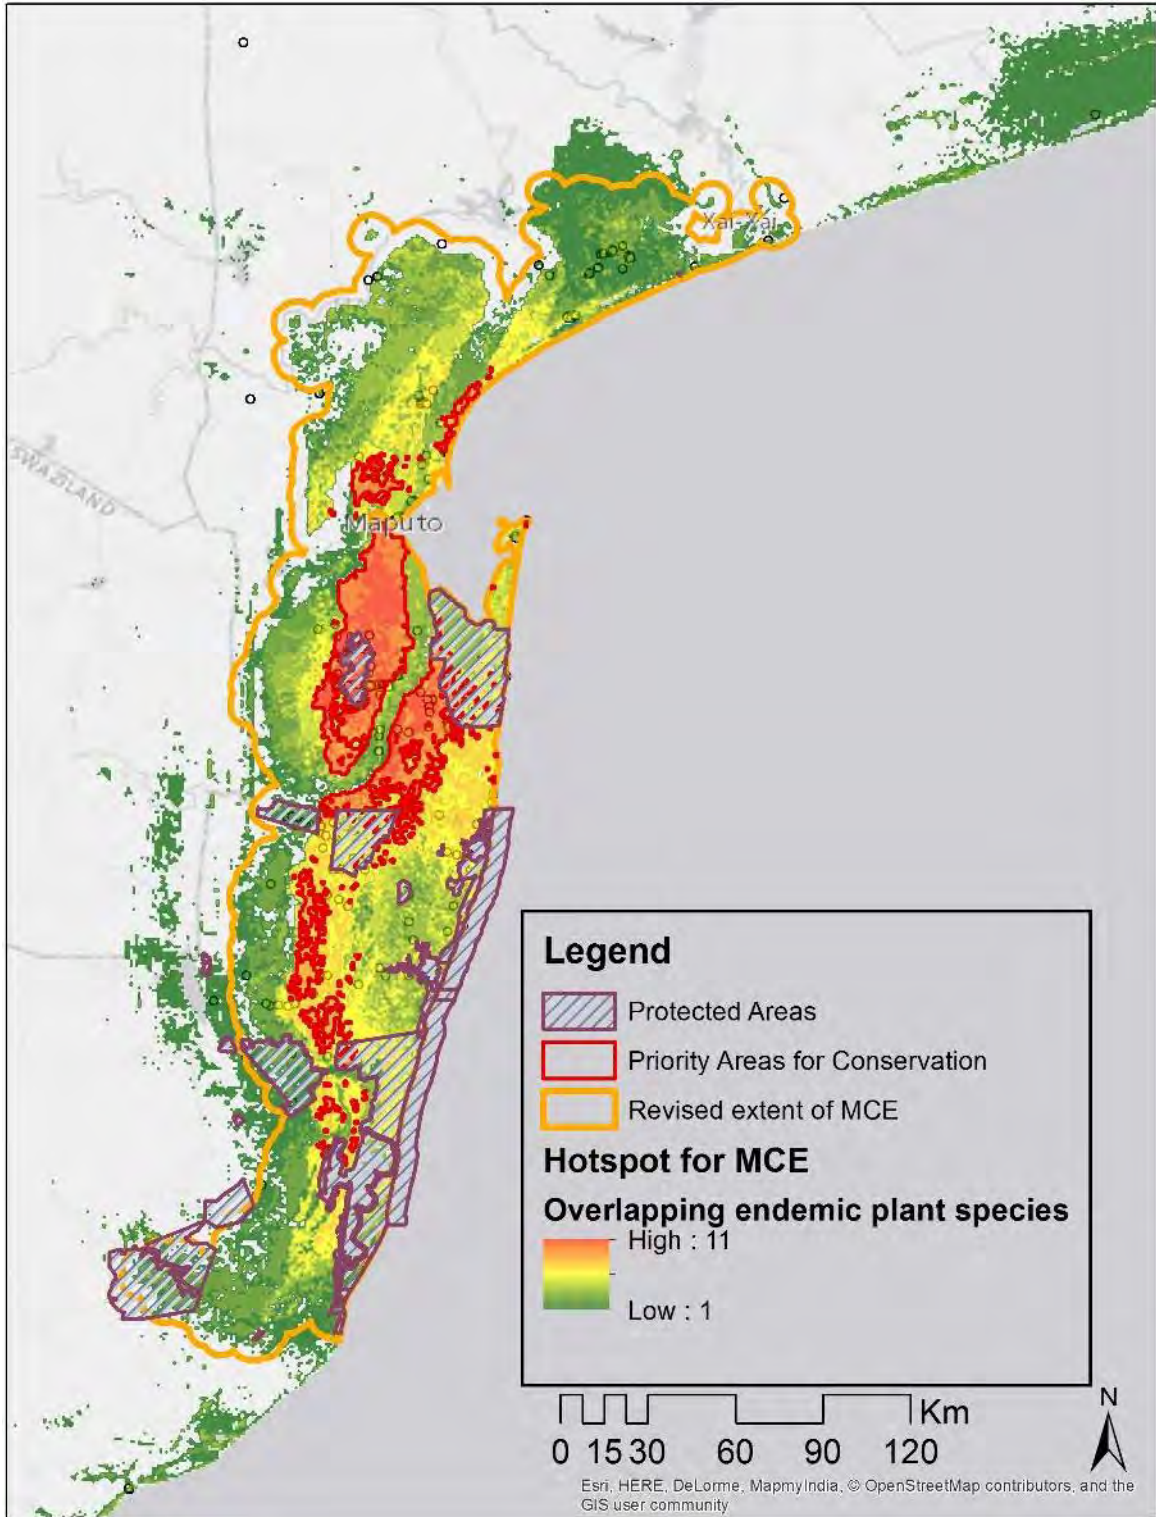 Xai-Xai
SWAZILAND
Maputo
Legend
Protected Areas
Priority Areas for Conservation
Revised extent of MCE
Hotspot for MCE
Overlapping endemic plant species
High : 11
Low : 1
N
Km
0 15 30 60 90 120
Esri, HERE, DeLorme, MapmyIndia, © OpenStreetMap contributors, and the
GIS user community